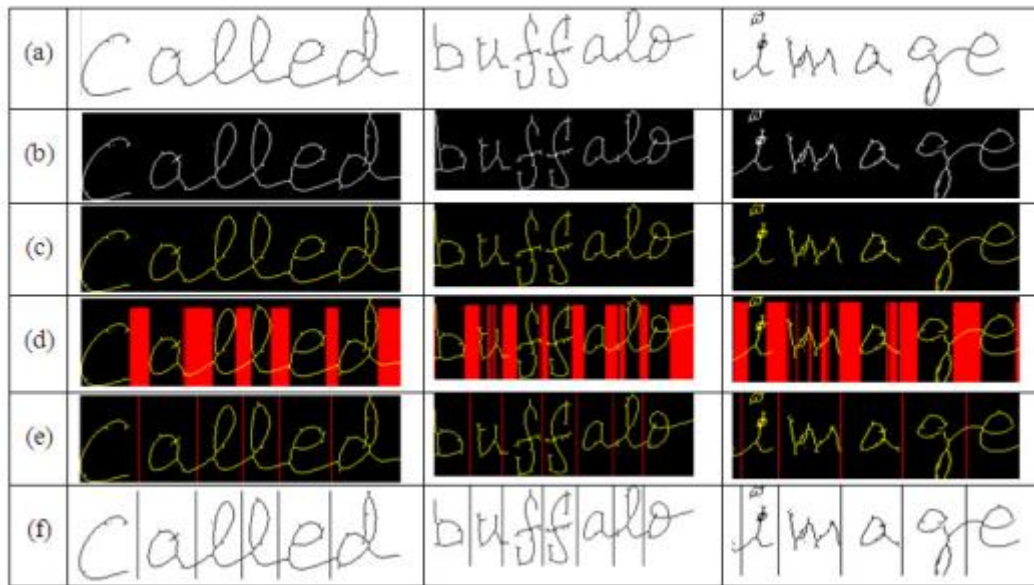 (a) Called buffalo image
(b) Called buffalo image
(c) Called buffalo image
(d) Called buffalo image
(e) Called buffalo image
(f) Called buffalo image